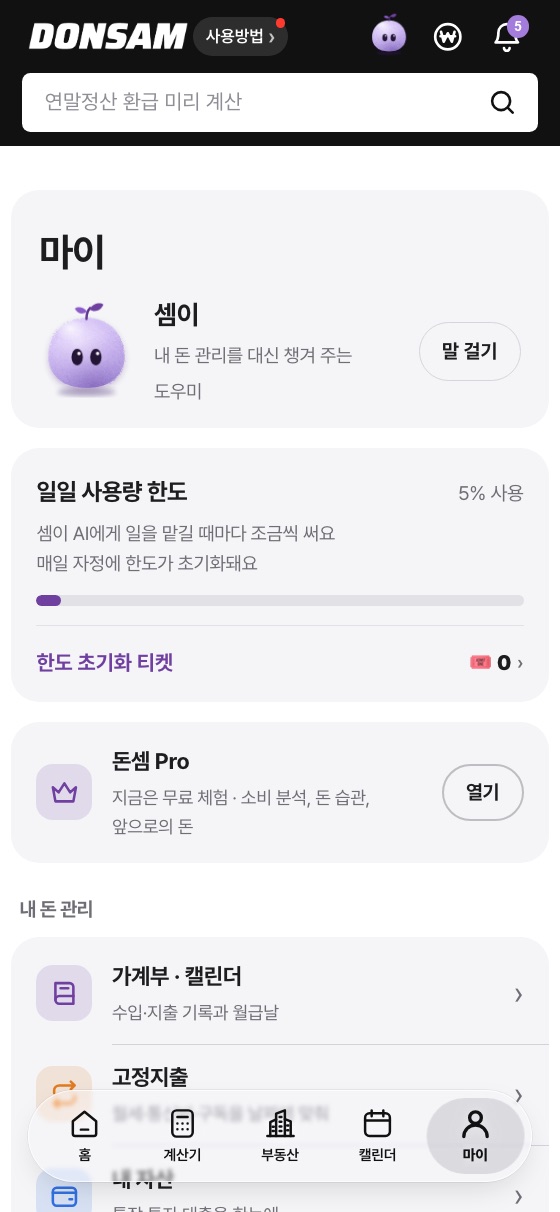 DONSAM
사용방법 ›
5
연말정산 환급 미리 계산
마이
셈이
내 돈 관리를 대신 챙겨 주는
도우미
말 걸기
일일 사용량 한도
5% 사용
셈이 AI에게 일을 맡길 때마다 조금씩 써요
매일 자정에 한도가 초기화돼요
한도 초기화 티켓
0 ›
돈셈 Pro
지금은 무료 체험 · 소비 분석, 돈 습관,
앞으로의 돈
열기
내 돈 관리
가계부 · 캘린더
수입·지출 기록과 월급날
고정지출
내 자산
홈
계산기
부동산
캘린더
마이